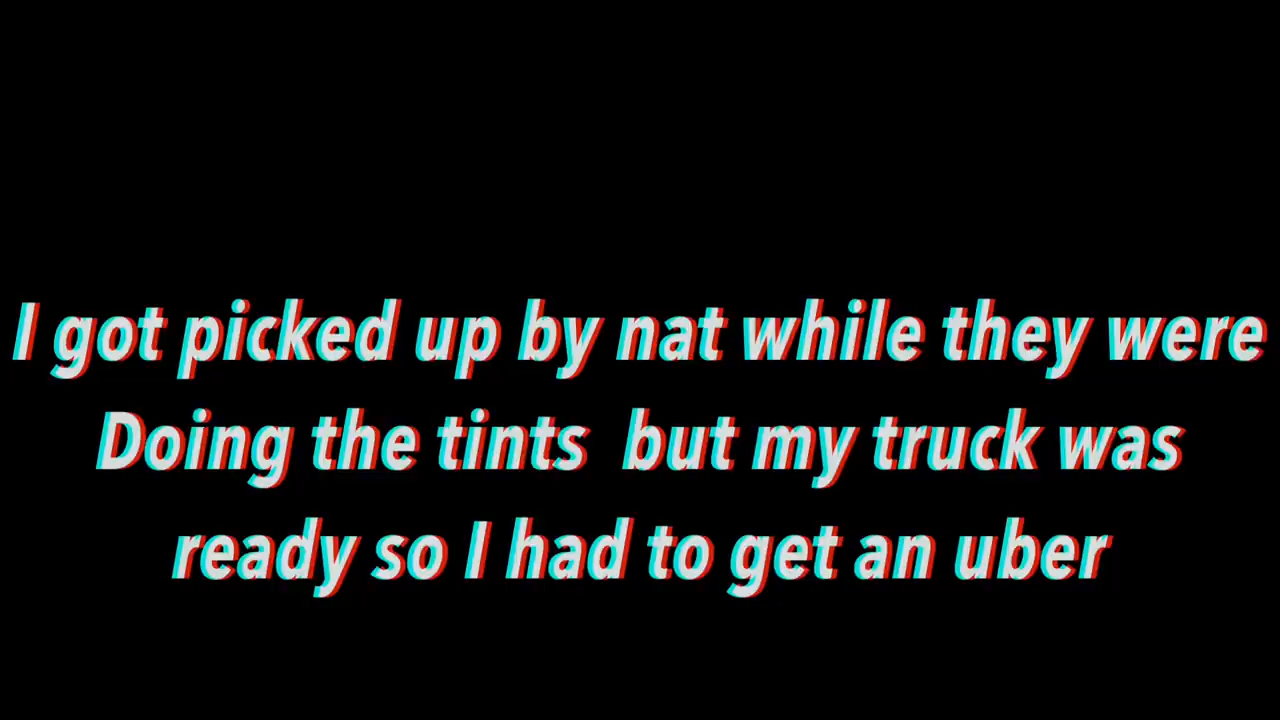 I got picked up by nat while they were
Doing the tints  but my truck was
ready so I had to get an uber